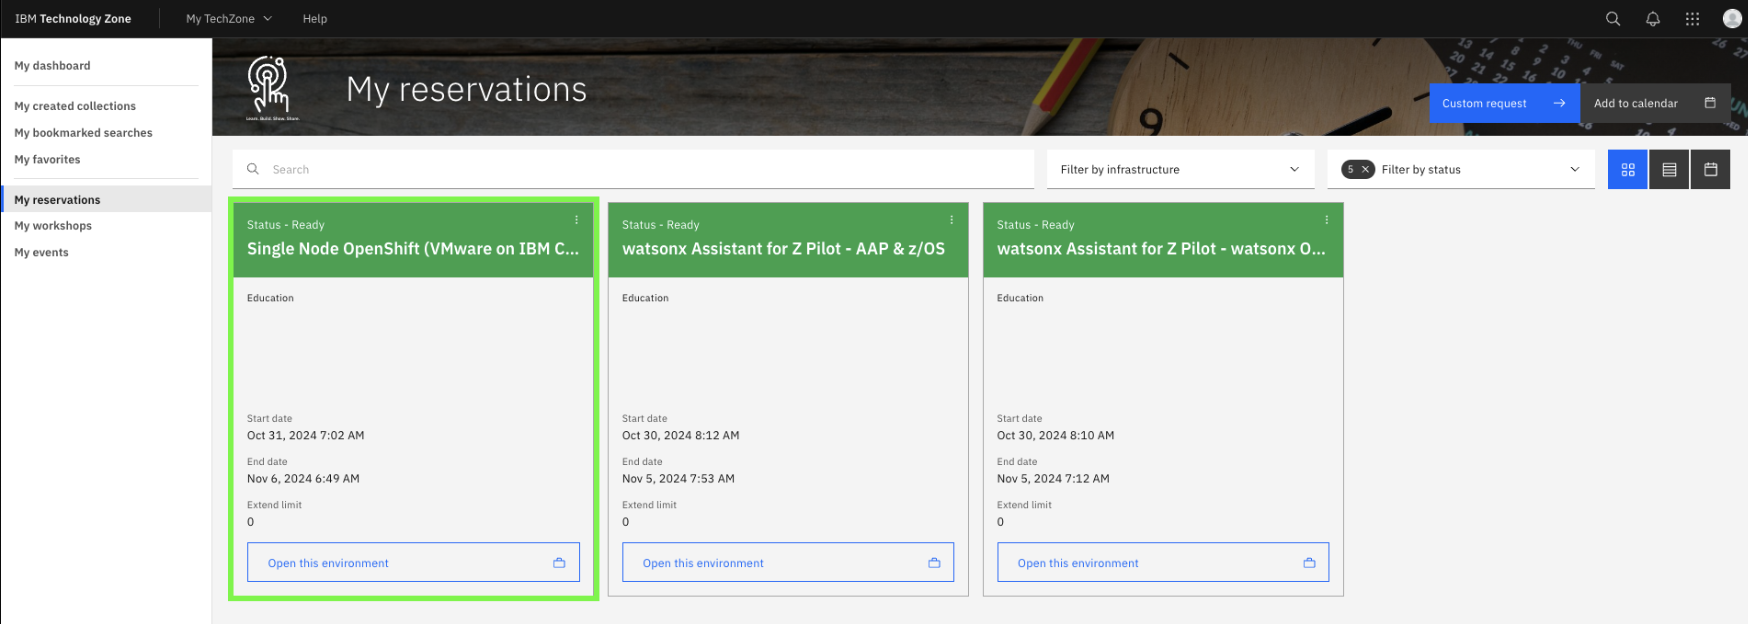 IBM Technology Zone
My TechZone
Help
My dashboard
My created collections
My bookmarked searches
My favorites
My reservations
My workshops
My events
Learn. Build. Show. Share.
My reservations
Custom request
Add to calendar
Search
Filter by infrastructure
5 Filter by status
Status - Ready
Single Node OpenShift (VMware on IBM C...
Education
Start date
Oct 31, 2024 7:02 AM
End date
Nov 6, 2024 6:49 AM
Extend limit
0
Open this environment
Status - Ready
watsonx Assistant for Z Pilot - AAP & z/OS
Education
Start date
Oct 30, 2024 8:12 AM
End date
Nov 5, 2024 7:53 AM
Extend limit
0
Open this environment
Status - Ready
watsonx Assistant for Z Pilot - watsonx O...
Education
Start date
Oct 30, 2024 8:10 AM
End date
Nov 5, 2024 7:12 AM
Extend limit
0
Open this environment